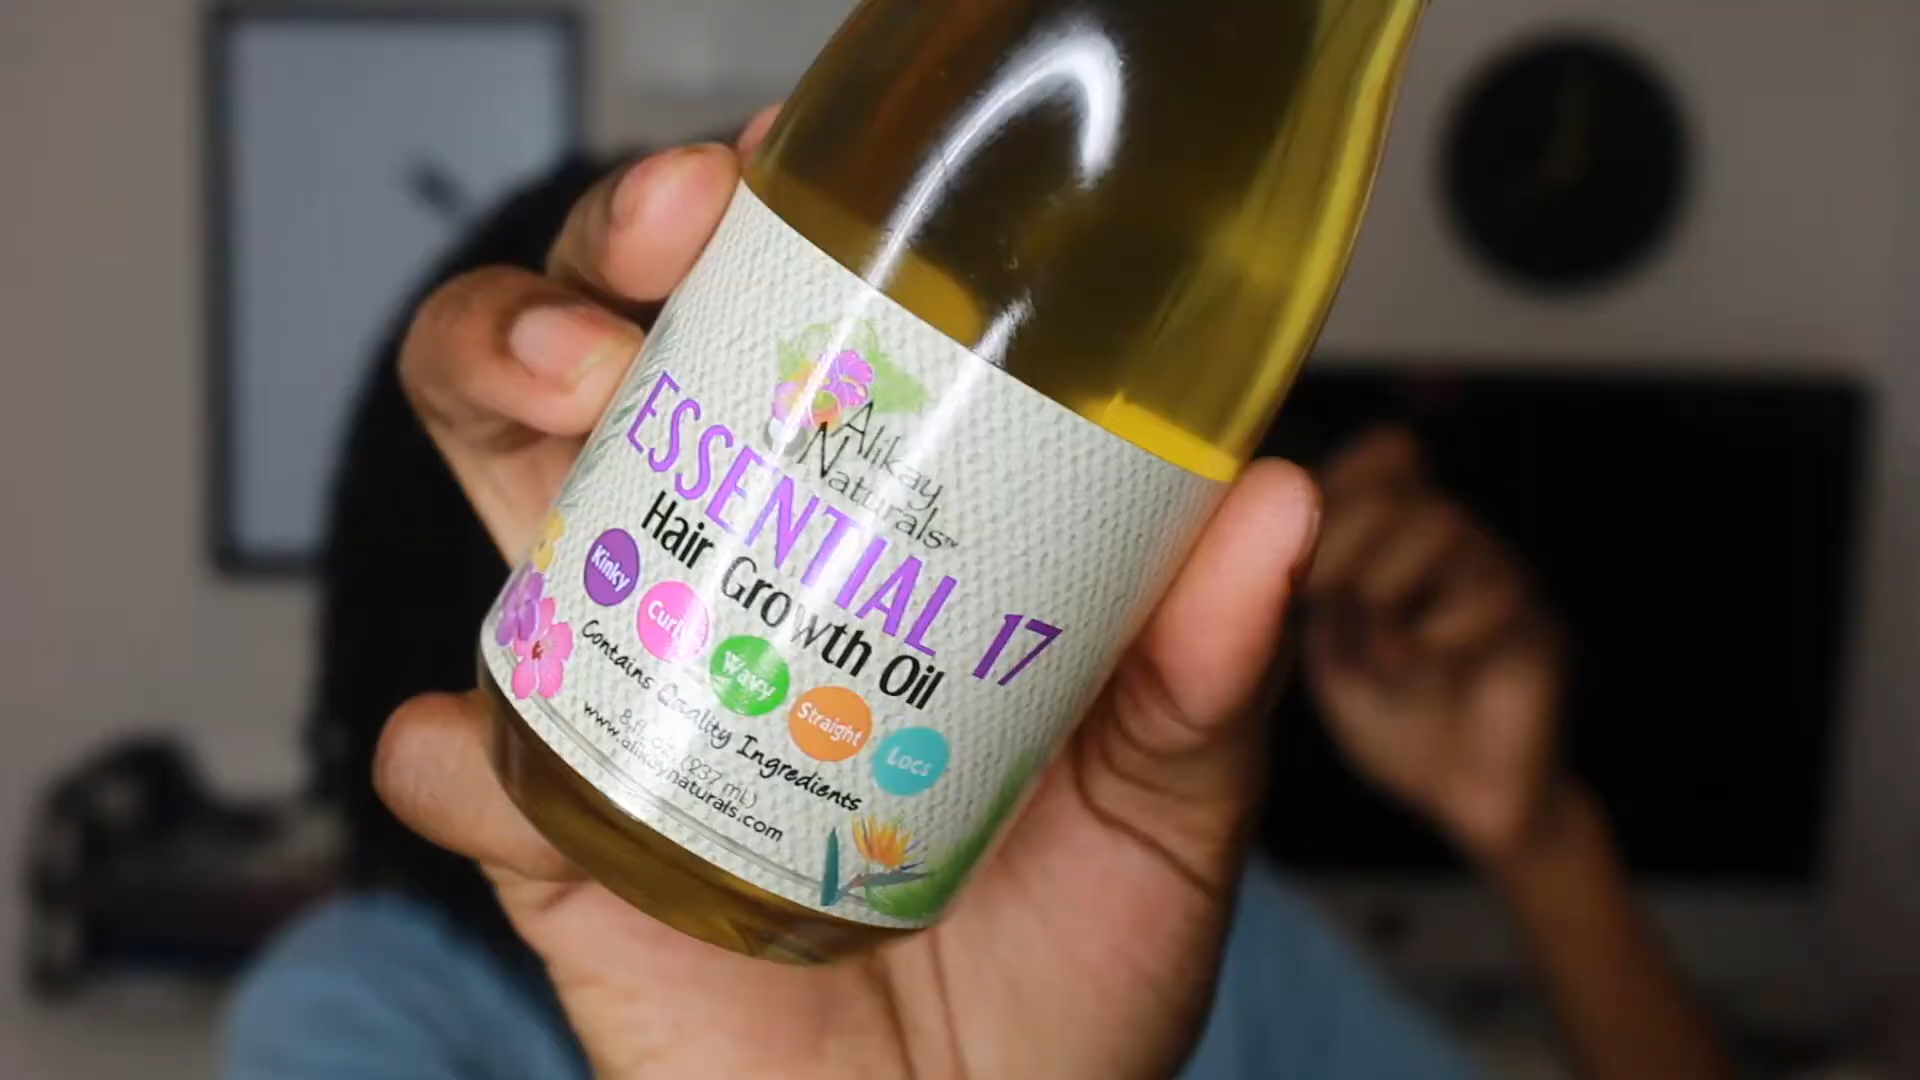 Alikay
Naturals™
ESSENTIAL 17
Hair Growth Oil
Kinky
Curly
Wavy
Straight
Locs
Contains Quality Ingredients
8 fl. oz. (237 mL)
www.alikaynaturals.com